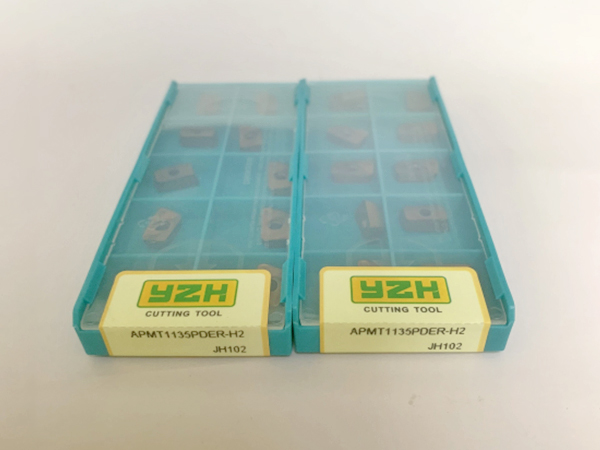 YZH
CUTTING TOOL
APMT1135PDER-H2
JH102
YZH
CUTTING TOOL
APMT1135PDER-H2
JH102